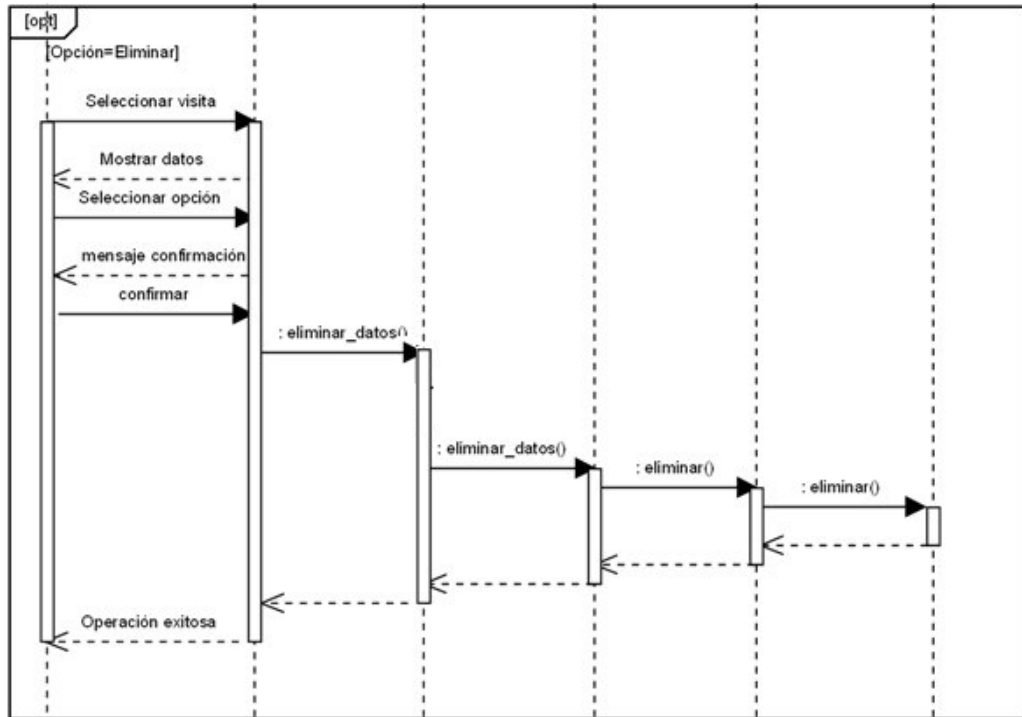 [opt]
[Opción=Eliminar]
Seleccionar visita
Mostrar datos
Seleccionar opción
mensaje confirmación
confirmar
: eliminar_datos()
: eliminar_datos()
: eliminar()
: eliminar()
Operación exitosa